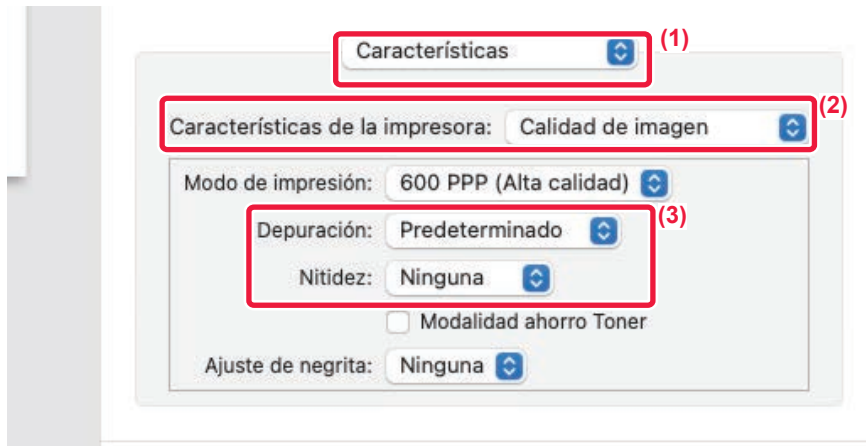 Características
(1)
(2)
Características de la impresora: Calidad de imagen
Modo de impresión: 600 PPP (Alta calidad)
(3)
Depuración: Predeterminado
Nitidez: Ninguna
Modalidad ahorro Toner
Ajuste de negrita: Ninguna